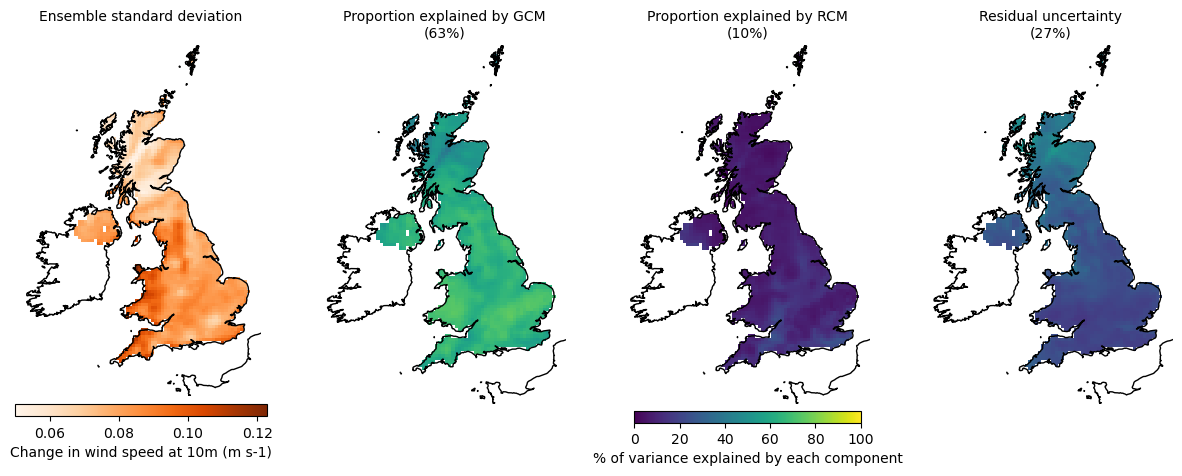 Ensemble standard deviation
Proportion explained by GCM
(63%)
Proportion explained by RCM
(10%)
Residual uncertainty
(27%)
0.06 0.08 0.10 0.12
Change in wind speed at 10m (m s-1)
0 20 40 60 80 100
% of variance explained by each component